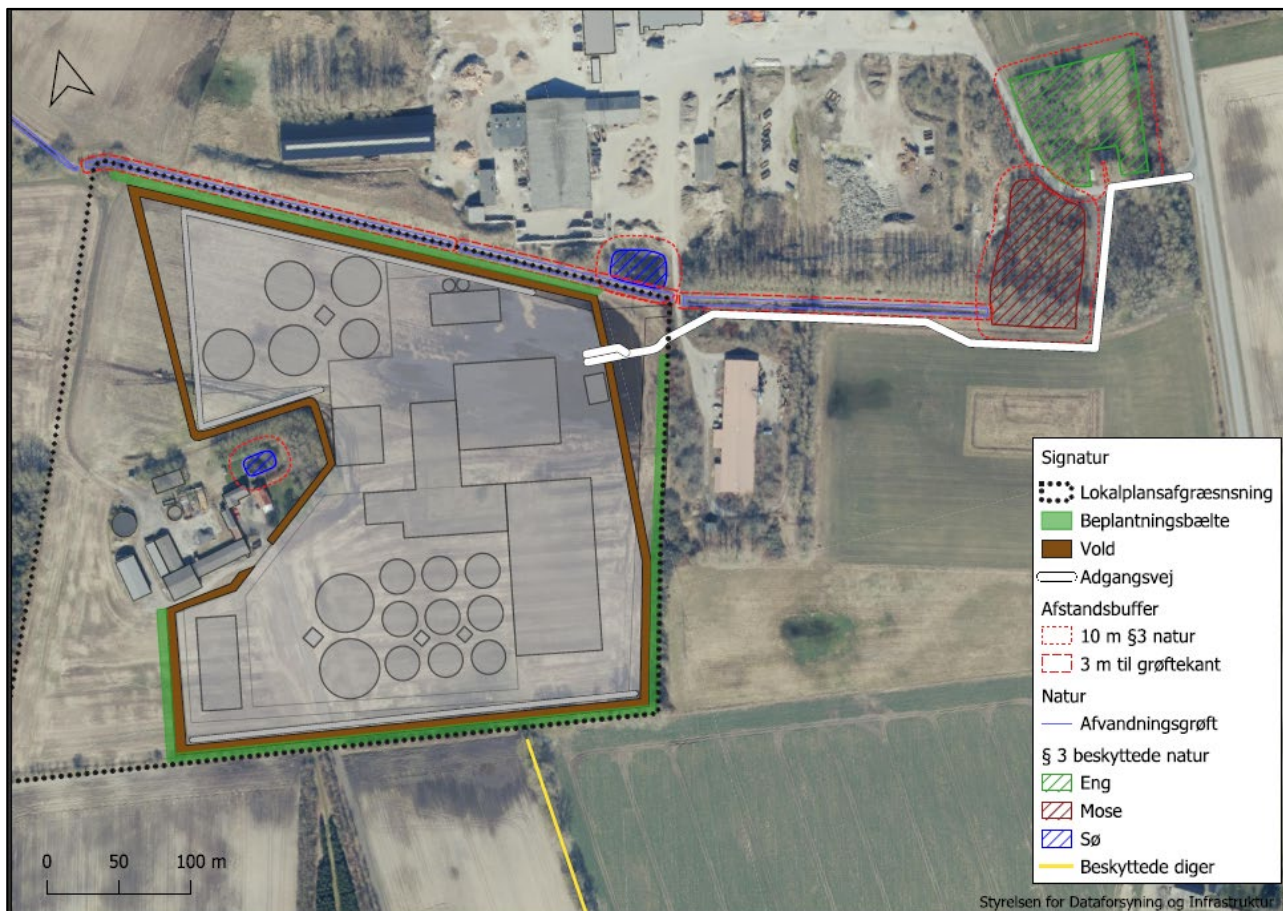 Signatur
Lokalplansafgræsnsning
Beplantningsbælte
Vold
Adgangsvej
Afstandsbuffer
10 m §3 natur
3 m til grøftekant
Natur
Afvandningsgrøft
§ 3 beskyttede natur
Eng
Mose
Sø
Beskyttede diger
0 50 100 m
Styrelsen for Dataforsyning og Infrastruktur